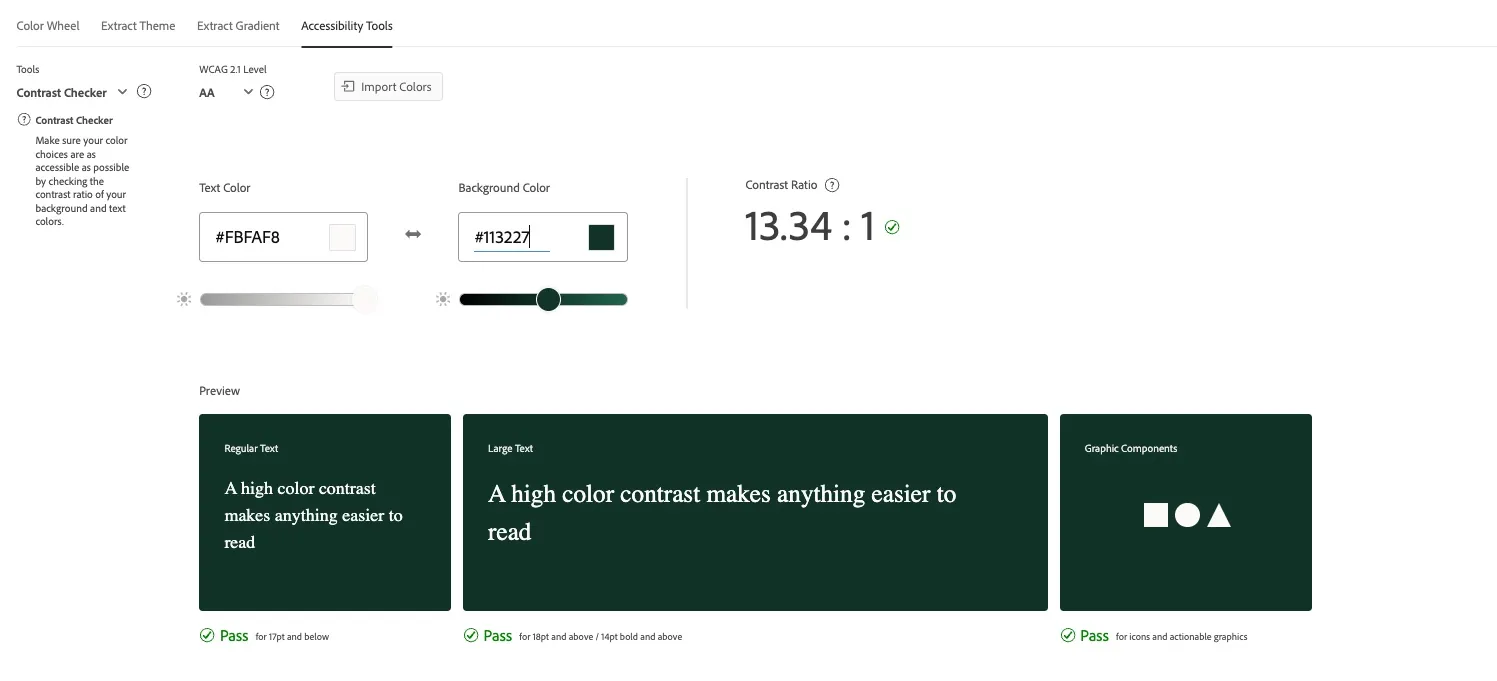 Color Wheel Extract Theme Extract Gradient Accessibility Tools
Tools
Contrast Checker ?
? Contrast Checker
Make sure your color
choices are as
accessible as possible
by checking the
contrast ratio of your
background and text
colors.
WCAG 2.1 Level
AA ?
Import Colors
Text Color
#FBFAF8
Background Color
#113227
Contrast Ratio ?
13.34 : 1
Preview
Regular Text
A high color contrast
makes anything easier to
read
Pass for 17pt and below
Large Text
A high color contrast makes anything easier to
read
Pass for 18pt and above / 14pt bold and above
Graphic Components
Pass for icons and actionable graphics